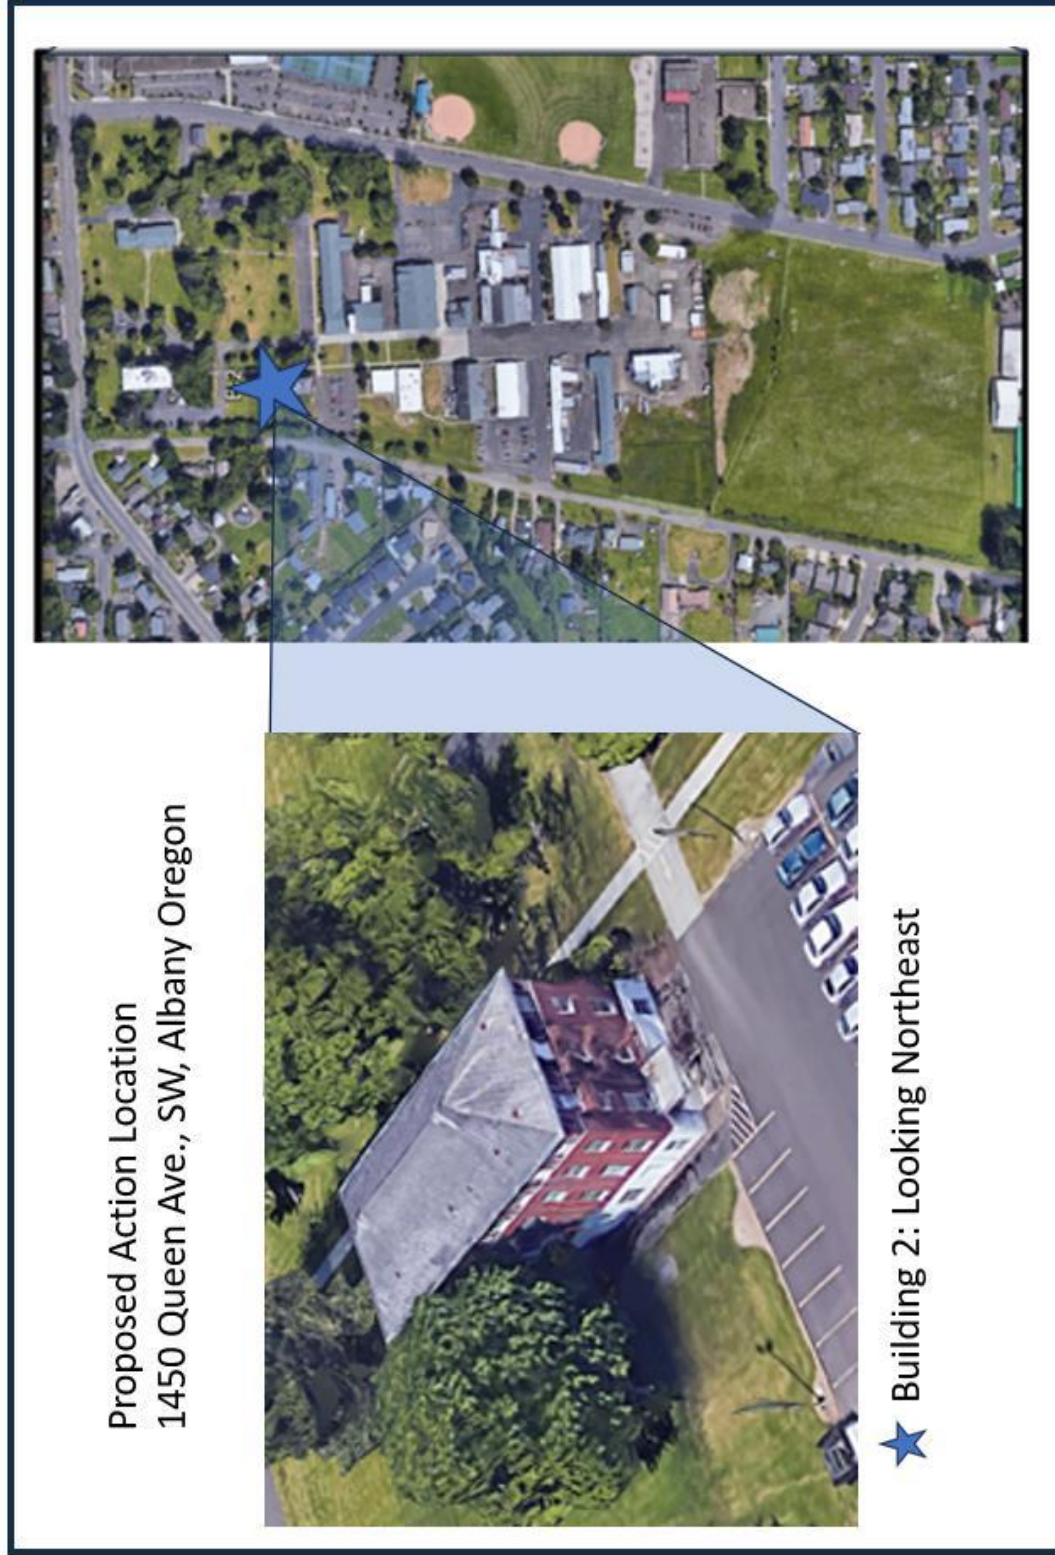 Proposed Action Location
1450 Queen Ave., SW, Albany Oregon
Building 2: Looking Northeast